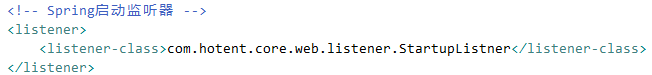 <!-- Spring启动监听器 -->
<listener>
    <listener-class>com.hotent.core.web.listener.StartupListner</listener-class>
</listener>